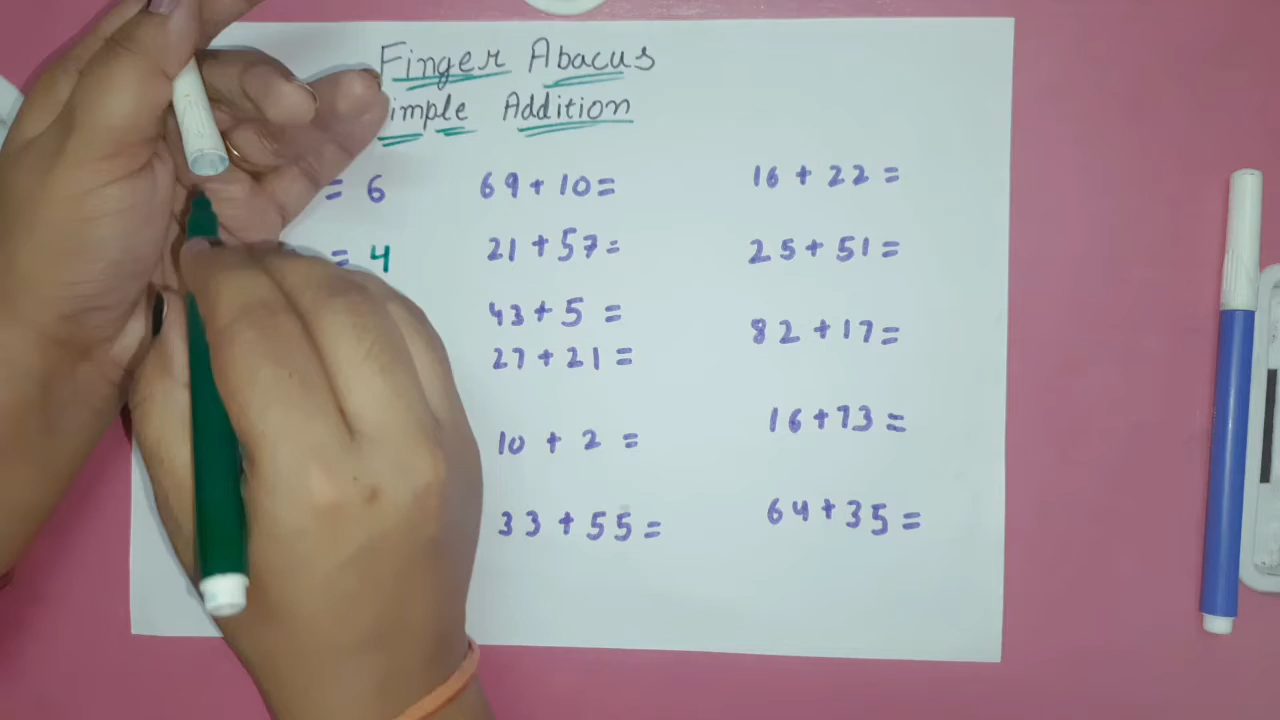 Finger Abacus
imple Addition
= 6
= 4
69 + 10 =
21 + 57 =
43 + 5 =
27 + 21 =
10 + 2 =
33 + 55 =
16 + 22 =
25 + 51 =
82 + 17 =
16 + 73 =
64 + 35 =